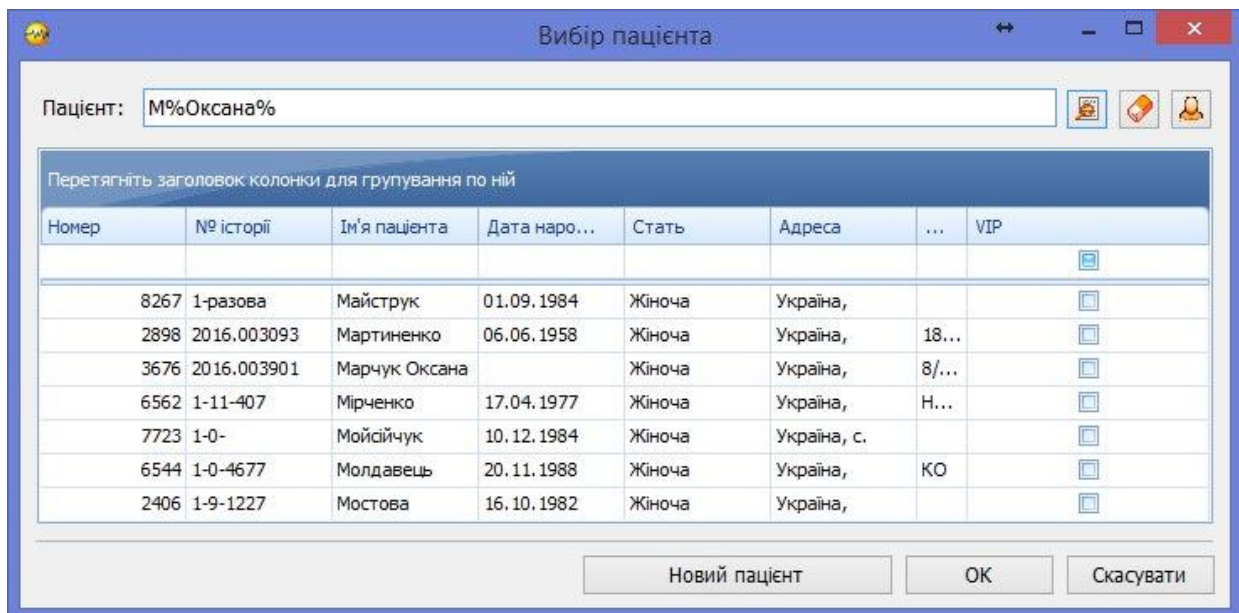 Вибір пацієнта
Пацієнт: М%Оксана%
Перетягніть заголовок колонки для групування по ній
Номер № історії Ім'я пацієнта Дата наро... Стать Адреса ... VIP
8267 1-разова Майструк 01.09.1984 Жіноча Україна,
2898 2016.003093 Мартиненко 06.06.1958 Жіноча Україна, 18...
3676 2016.003901 Марчук Оксана Жіноча Україна, 8/...
6562 1-11-407 Мірченко 17.04.1977 Жіноча Україна, Н...
7723 1-0- Мойсійчук 10.12.1984 Жіноча Україна, с.
6544 1-0-4677 Молдавець 20.11.1988 Жіноча Україна, КО
2406 1-9-1227 Мостова 16.10.1982 Жіноча Україна,
Новий пацієнт OK Скасувати